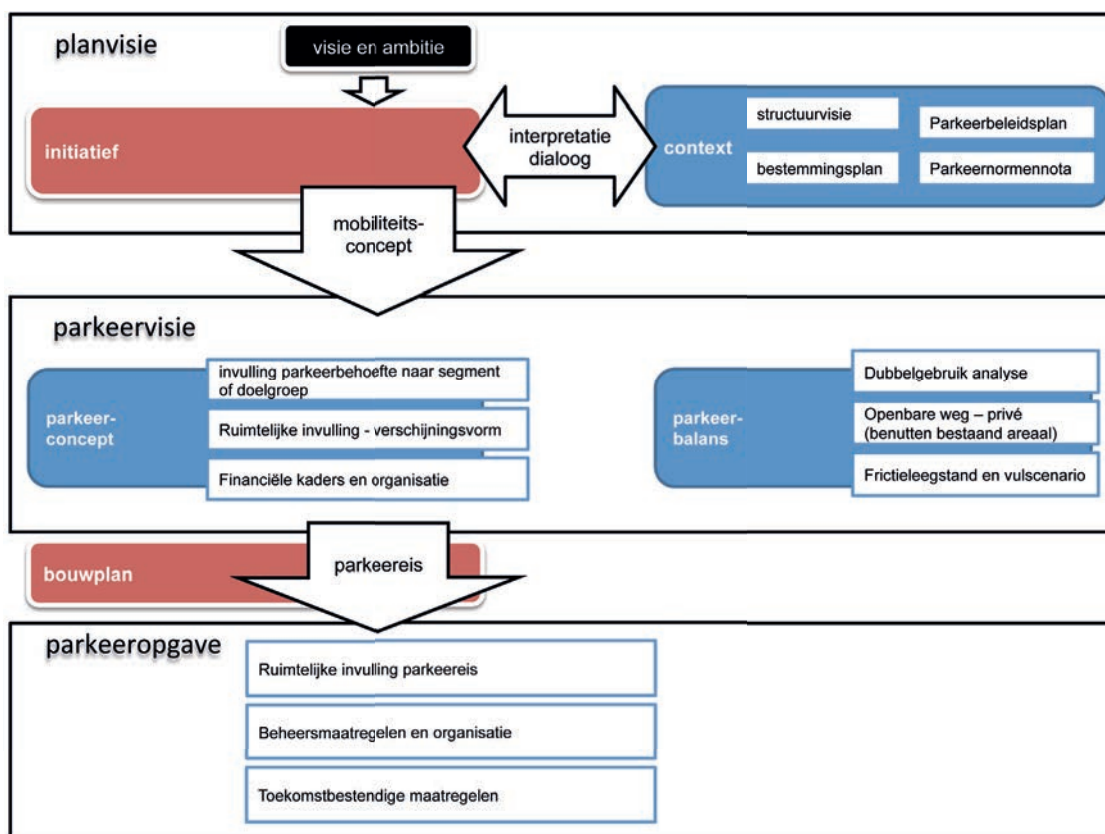 planvisie
visie en ambitie
initiatief
interpretatie
dialoog
context
structuurvisie
Parkeerbeleidsplan
bestemmingsplan
Parkeernormennota
mobiliteits-
concept
parkeervisie
parkeer-
concept
invulling parkeerbehoefte naar segment
of doelgroep
Ruimtelijke invulling - verschijningsvorm
Financiële kaders en organisatie
parkeer-
balans
Dubbelgebruik analyse
Openbare weg – privé
(benutten bestaand areaal)
Frictieleegstand en vulscenario
bouwplan
parkeereis
parkeeropgave
Ruimtelijke invulling parkeereis
Beheersmaatregelen en organisatie
Toekomstbestendige maatregelen